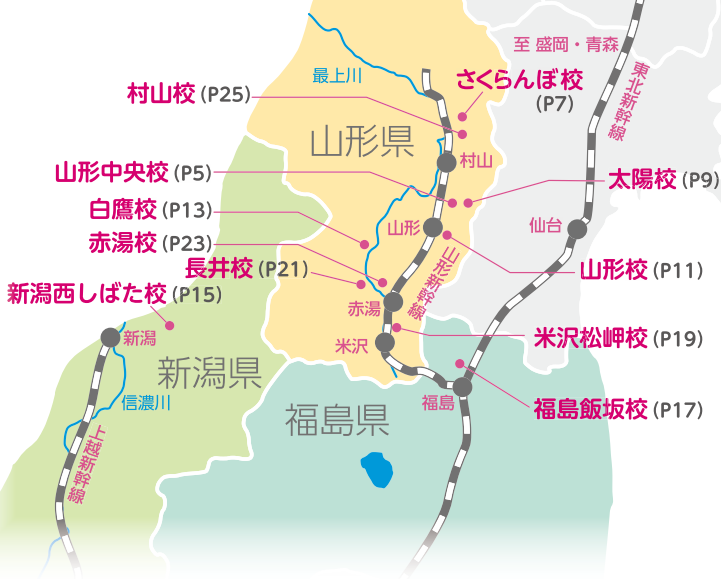 至 盛岡・青森
最上川
さくらんぼ校
(P7)
東北新幹線
村山校(P25)
山形県
村山
山形中央校(P5)
太陽校(P9)
白鷹校(P13)
山形
仙台
赤湯校(P23)
長井校(P21)
山形新幹線
山形校(P11)
新潟西しばた校(P15)
赤湯
新潟
米沢
米沢松岬校(P19)
新潟県
信濃川
福島
福島飯坂校(P17)
福島県
上越新幹線